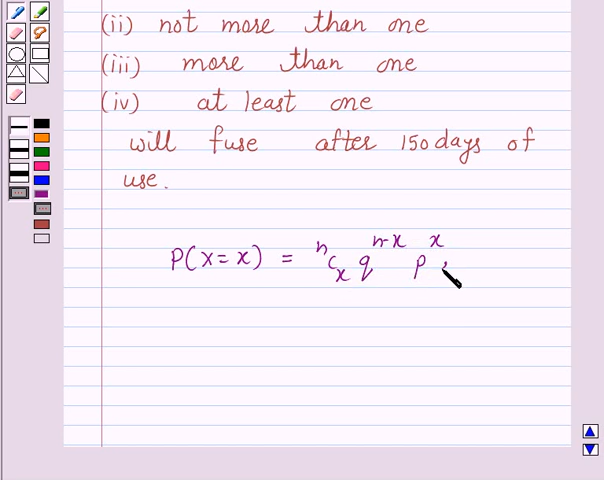 (ii) not more than one
(iii) more than one
(iv) at least one
will fuse after 150 days of
use.
P(X = x) = ⁿCₓ qⁿ⁻ˣ pˣ,